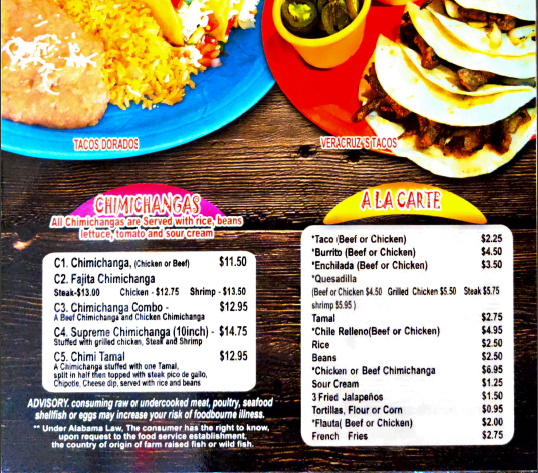 TACOS DORADOS
VERACRUZ'S TACOS
CHIMICHANGAS
All Chimichangas are Served with rice, beans
lettuce, tomato and sour cream
C1. Chimichanga, (Chicken or Beef) $11.50
C2. Fajita Chimichanga
Steak-$13.00 Chicken - $12.75 Shrimp - $13.50
C3. Chimichanga Combo - $12.95
A Beef Chimichanga and Chicken Chimichanga
C4. Supreme Chimichanga (10inch) - $14.75
Stuffed with grilled chicken, Steak and Shrimp
C5. Chimi Tamal $12.95
A Chimichanga stuffed with one Tamal,
split in half then topped with steak pico de gallo,
Chipotle, Cheese dip, served with rice and beans
ADVISORY. consuming raw or undercooked meat, poultry, seafood
shellfish or eggs may increase your risk of foodbourne illness.
** Under Alabama Law, The consumer has the right to know,
upon request to the food service establishment,
the country of origin of farm raised fish or wild fish.
A LA CARTE
*Taco (Beef or Chicken) $2.25
*Burrito (Beef or Chicken) $4.50
*Enchilada (Beef or Chicken) $3.50
*Quesadilla
(Beef or Chicken $4.50 Grilled Chicken $5.50 Steak $5.75
shrimp $5.95 )
Tamal $2.75
*Chile Relleno(Beef or Chicken) $4.95
Rice $2.50
Beans $2.50
*Chicken or Beef Chimichanga $6.95
Sour Cream $1.25
3 Fried Jalapeños $1.50
Tortillas, Flour or Corn $0.95
*Flauta( Beef or Chicken) $2.00
French Fries $2.75